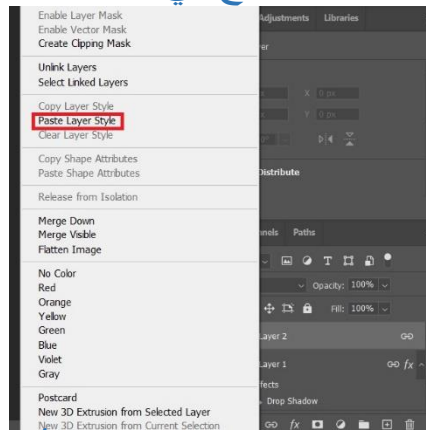 Enable Layer Mask
Enable Vector Mask
Create Clipping Mask
Unlink Layers
Select Linked Layers
Copy Layer Style
Paste Layer Style
Clear Layer Style
Copy Shape Attributes
Paste Shape Attributes
Release from Isolation
Merge Down
Merge Visible
Flatten Image
No Color
Red
Orange
Yellow
Green
Blue
Violet
Gray
Postcard
New 3D Extrusion from Selected Layer
New 3D Extrusion from Current Selection
Adjustments Libraries
X 0 px
Y 0 px
Distribute
Paths
Opacity: 100%
Fill: 100%
Layer 2
Layer 1
fx
Drop Shadow
fx